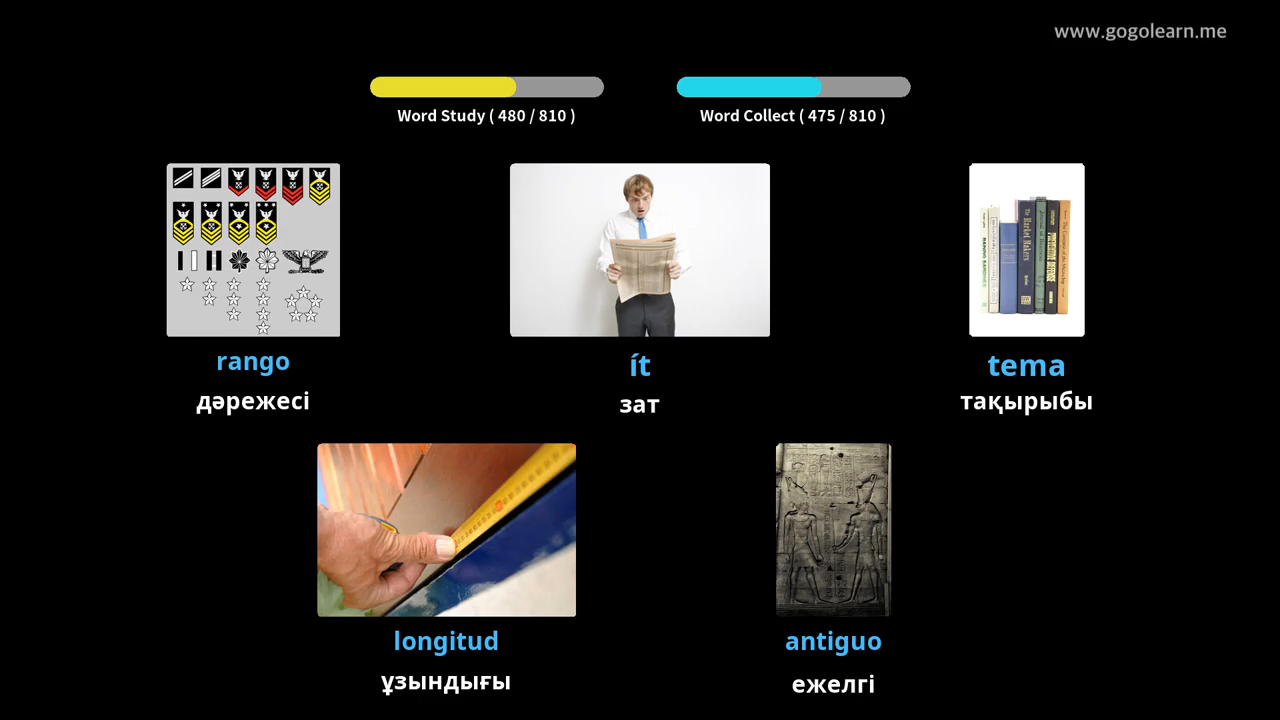 www.gogolearn.me
Word Study ( 480 / 810 )
Word Collect ( 475 / 810 )
rango
дәрежесі
ít
зат
tema
тақырыбы
longitud
ұзындығы
antiguo
ежелгі